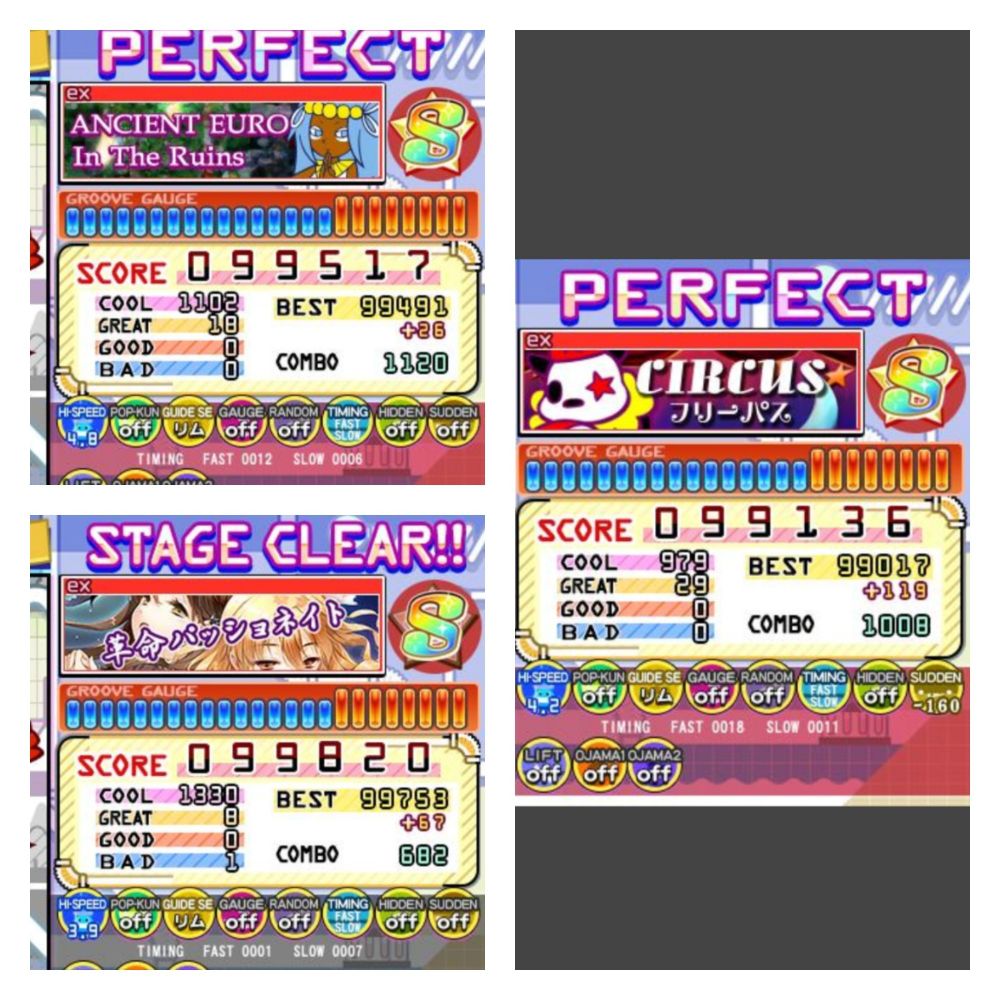 PERFECT
ex
ANCIENT EURO
In The Ruins
S
GROOVE GAUGE
SCORE 099517
COOL 1102 BEST 99491
GREAT 18 +26
GOOD 0
BAD 0 COMBO 1120
HI-SPEED POP-KUN GUIDE SE GAUGE RANDOM TIMING HIDDEN SUDDEN
4.8 off リム off off FAST SLOW off off
TIMING FAST 0012 SLOW 0006
LIFT OJAMA1 OJAMA2
STAGE CLEAR!!
ex
革命パッショネイト
S
GROOVE GAUGE
SCORE 099820
COOL 1330 BEST 99753
GREAT 8 +67
GOOD 0
BAD 1 COMBO 682
HI-SPEED POP-KUN GUIDE SE GAUGE RANDOM TIMING HIDDEN SUDDEN
3.9 off リム off off FAST SLOW off off
TIMING FAST 0001 SLOW 0007
PERFECT
ex
CIRCUS
フリーパス
S
GROOVE GAUGE
SCORE 099136
COOL 979 BEST 99017
GREAT 29 +119
GOOD 0
BAD 0 COMBO 1008
HI-SPEED POP-KUN GUIDE SE GAUGE RANDOM TIMING HIDDEN SUDDEN
4.2 off リム off off FAST SLOW off -160
TIMING FAST 0018 SLOW 0011
LIFT OJAMA1 OJAMA2
off off off